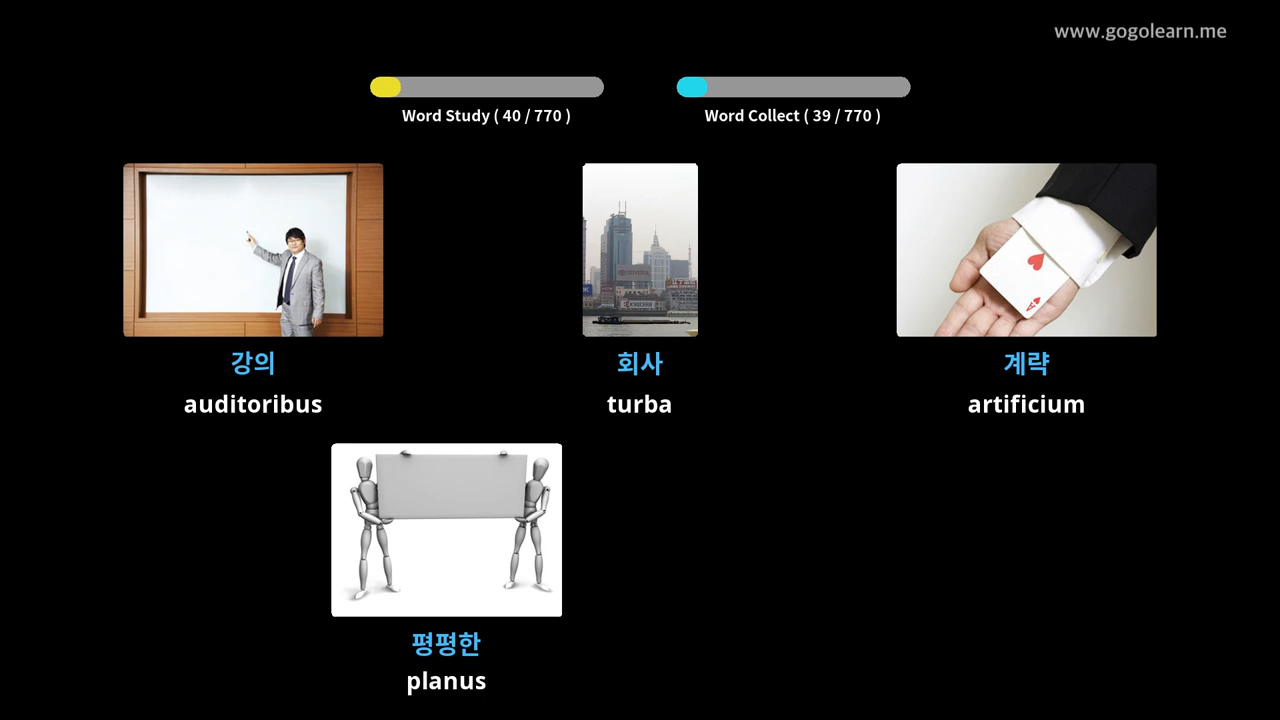 www.gogolearn.me
Word Study ( 40 / 770 )
Word Collect ( 39 / 770 )
강의
auditoribus
회사
turba
계략
artificium
평평한
planus